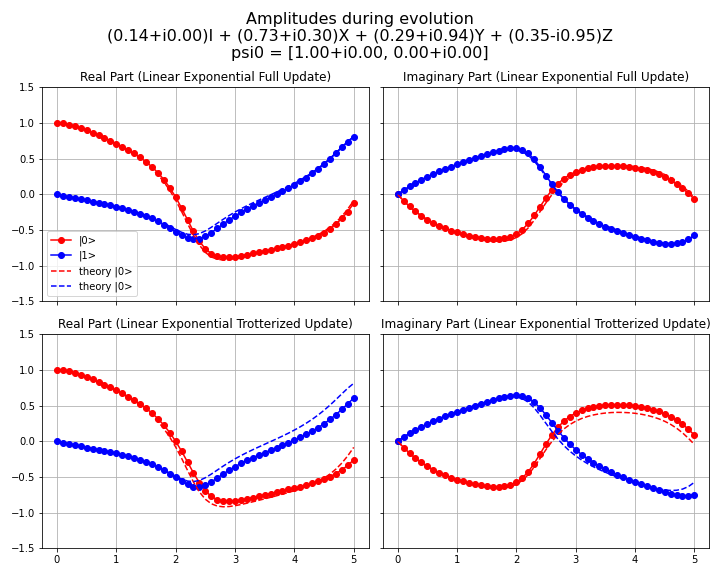 Amplitudes during evolution
(0.14+i0.00)I + (0.73+i0.30)X + (0.29+i0.94)Y + (0.35-i0.95)Z
psi0 = [1.00+i0.00, 0.00+i0.00]
Real Part (Linear Exponential Full Update)
1.5
1.0
0.5
0.0
-0.5
-1.0
-1.5
|0>
|1>
theory |0>
theory |0>
Imaginary Part (Linear Exponential Full Update)
Real Part (Linear Exponential Trotterized Update)
1.5
1.0
0.5
0.0
-0.5
-1.0
-1.5
0 1 2 3 4 5
Imaginary Part (Linear Exponential Trotterized Update)
0 1 2 3 4 5